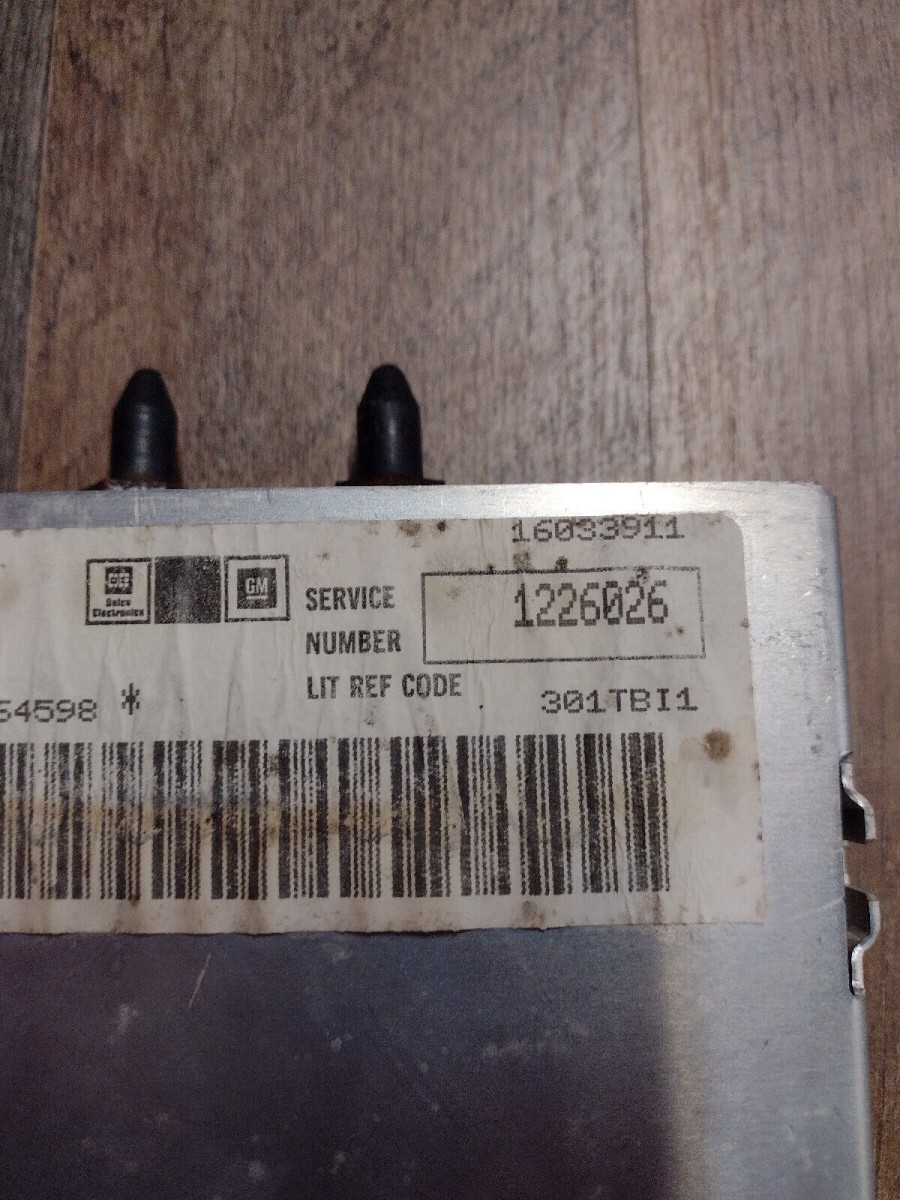 16033911
Delco
Electronics
GM
SERVICE
NUMBER
1226026
LIT REF CODE
301TBI1
54598 *